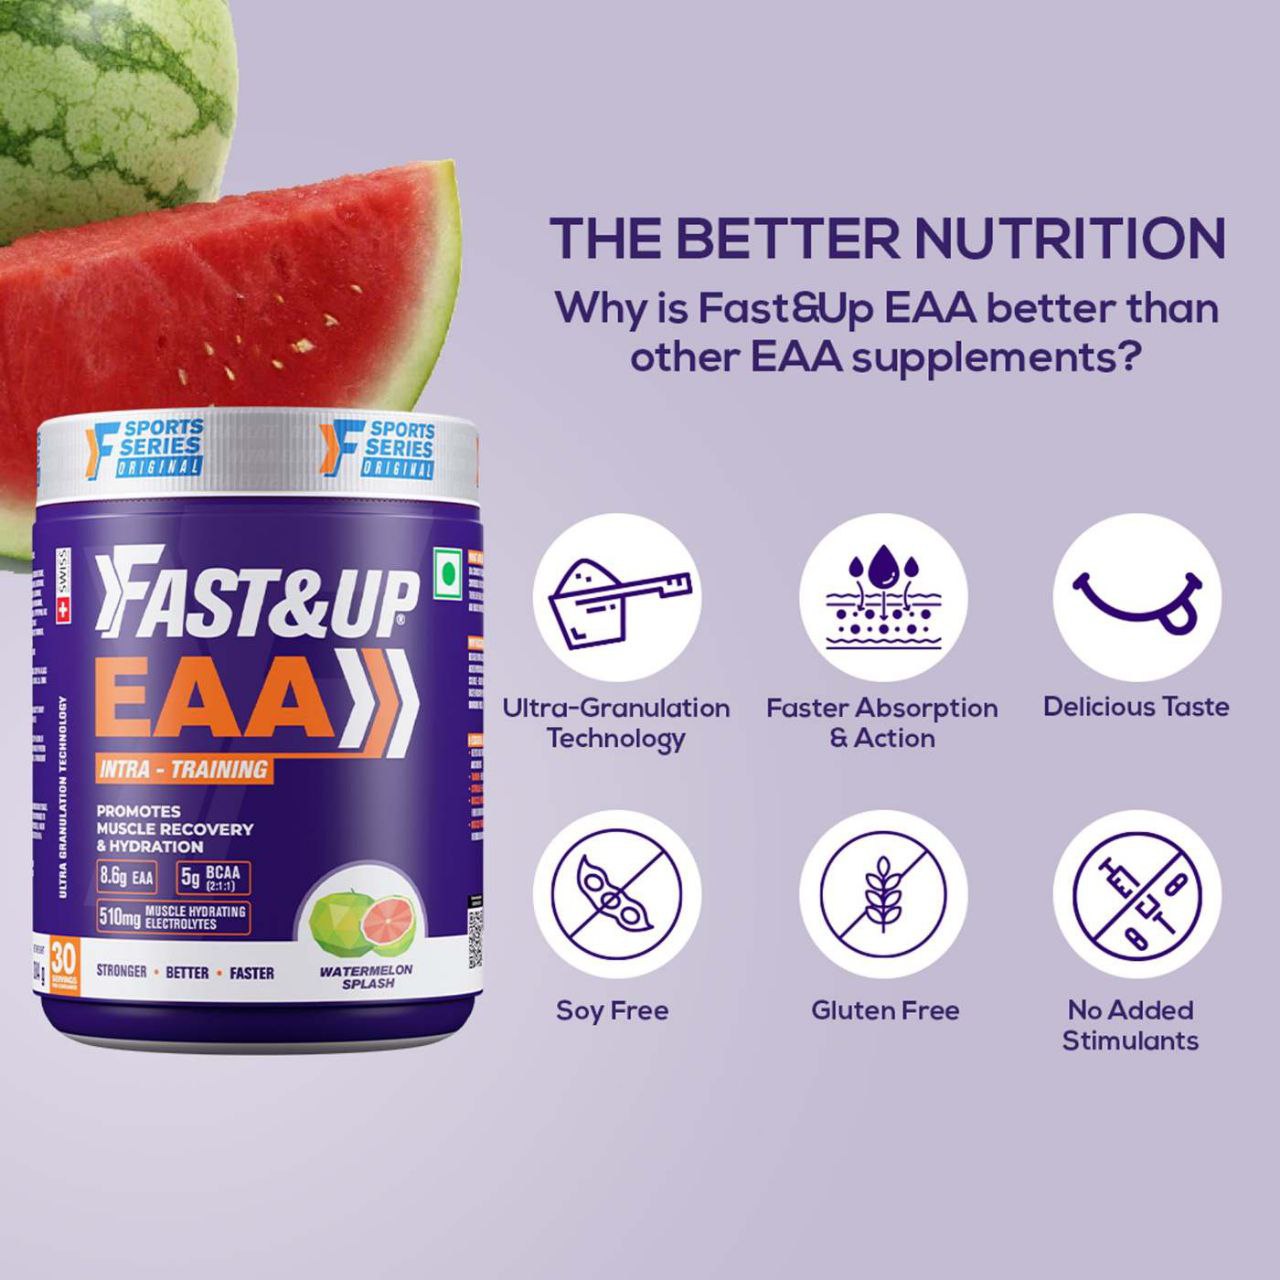 THE BETTER NUTRITION
Why is Fast&Up EAA better than
other EAA supplements?
SPORTS
SERIES
ORIGINAL
SPORTS
SERIES
ORIGINAL
SWISS
FAST&UP®
EAA
INTRA - TRAINING
ULTRA GRANULATION TECHNOLOGY
PROMOTES
MUSCLE RECOVERY
& HYDRATION
8.6g EAA
5g BCAA
(2:1:1)
510mg MUSCLE HYDRATING
ELECTROLYTES
30
SERVINGS
STRONGER • BETTER • FASTER
WATERMELON
SPLASH
Ultra-Granulation
Technology
Faster Absorption
& Action
Delicious Taste
Soy Free
Gluten Free
No Added
Stimulants